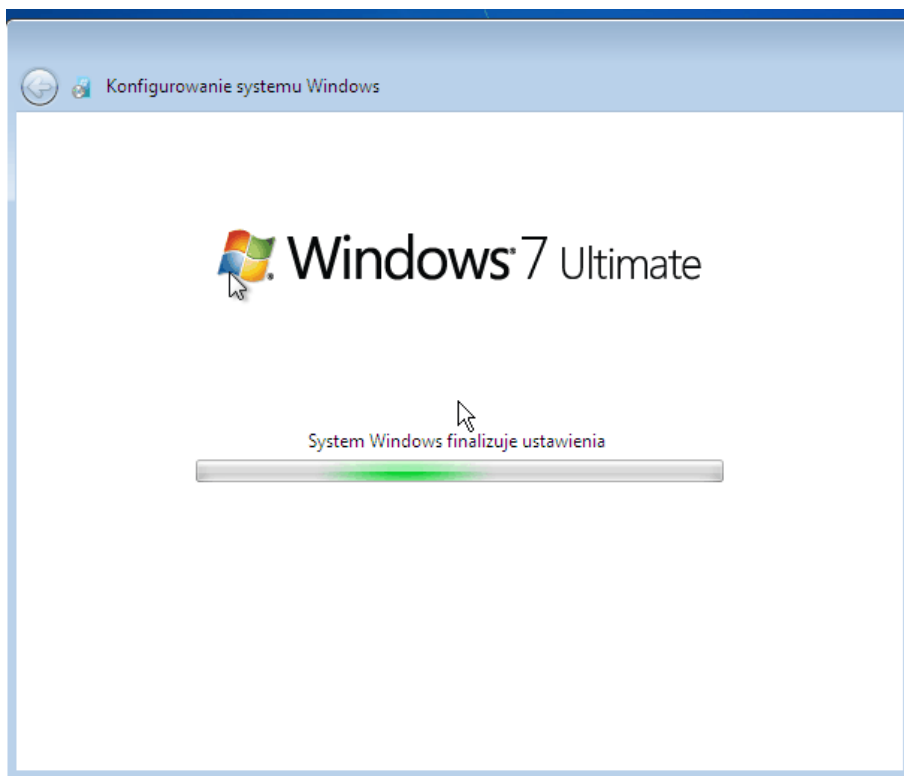 Konfigurowanie systemu Windows
Windows 7 Ultimate
System Windows finalizuje ustawienia